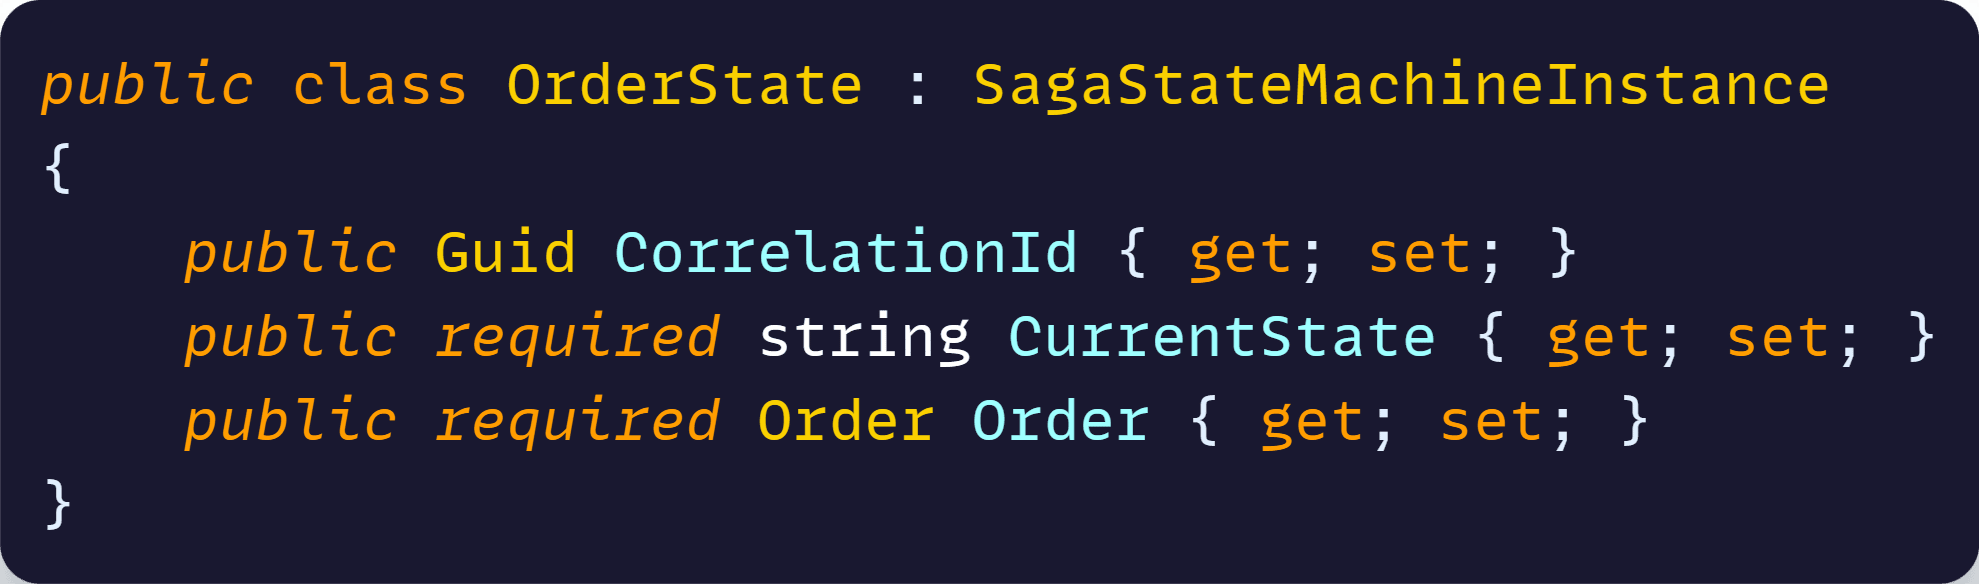 public class OrderState : SagaStateMachineInstance
{
    public Guid CorrelationId { get; set; }
    public required string CurrentState { get; set; }
    public required Order Order { get; set; }
}